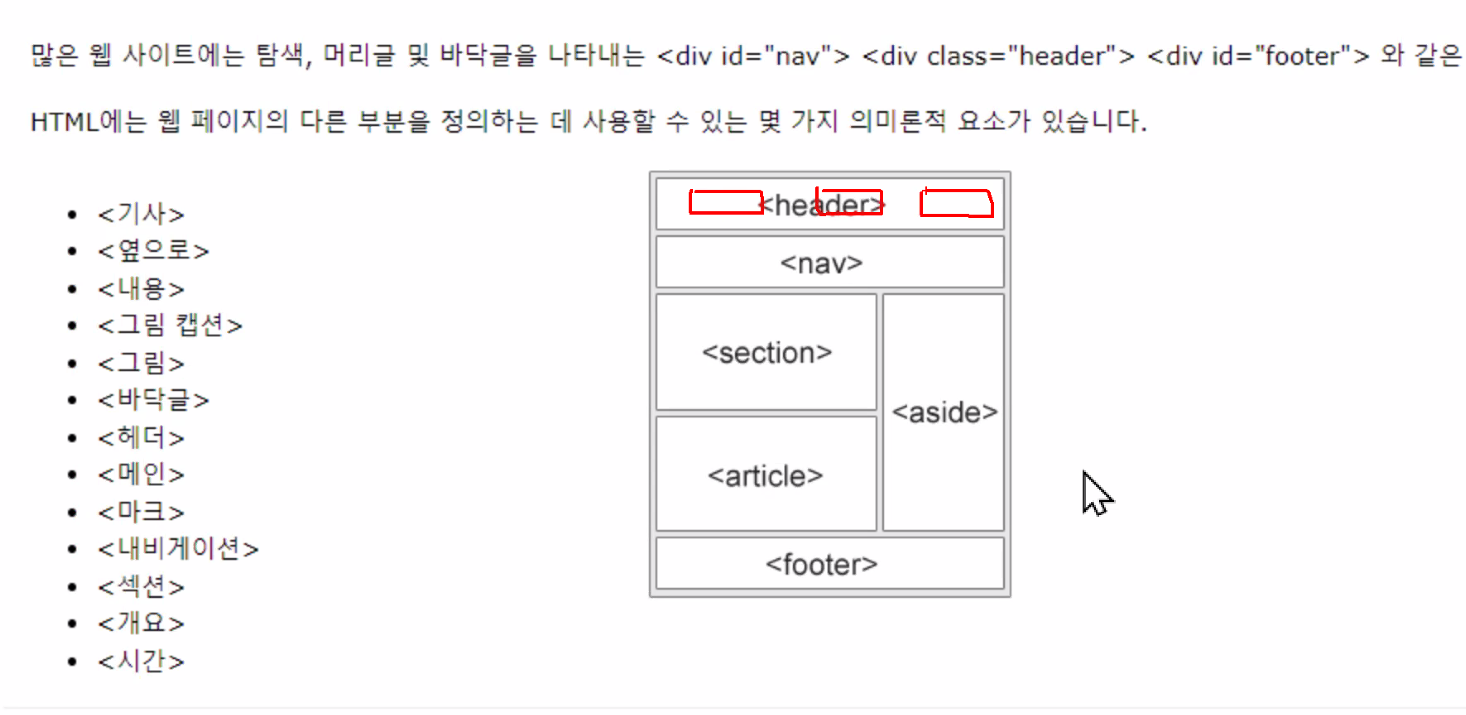 많은 웹 사이트에는 탐색, 머리글 및 바닥글을 나타내는 <div id="nav"> <div class="header"> <div id="footer"> 와 같은
HTML에는 웹 페이지의 다른 부분을 정의하는 데 사용할 수 있는 몇 가지 의미론적 요소가 있습니다.
• <기사>
• <옆으로>
• <내용>
• <그림 캡션>
• <그림>
• <바닥글>
• <헤더>
• <메인>
• <마크>
• <내비게이션>
• <섹션>
• <개요>
• <시간>
<header>
<nav>
<section>
<aside>
<article>
<footer>